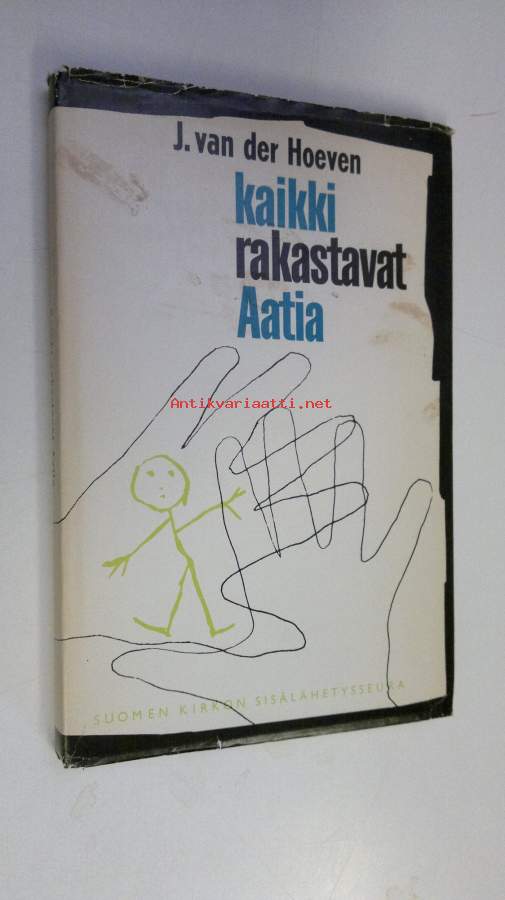 J. van der Hoeven
kaikki
rakastavat
Aatia
Antikvariaatti.net
SUOMEN KIRKON SISÄLÄHETYSSEURA